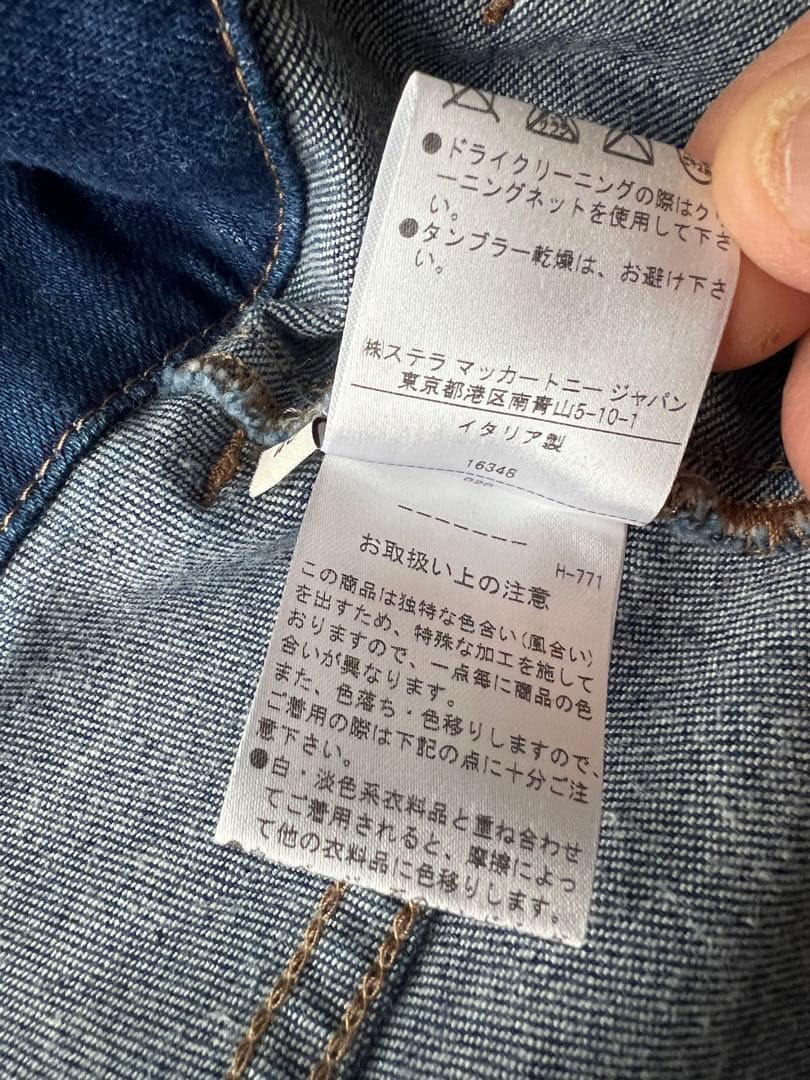 ●ドライクリーニングの際はクリ
ーニングネットを使用して下さ
い。
●タンブラー乾燥は、お避け下さ
い。
㈱ステラ マッカートニー ジャパン
東京都港区南青山5-10-1
イタリア製
16348
H-771
お取扱い上の注意
この商品は独特な色合い(風合い)
を出すため、特殊な加工を施して
おりますので、一点毎に商品の色
合いが異なります。
また、色落ち・色移りしますので、
ご着用の際は下記の点に十分ご注
意下さい。
●白・淡色系衣料品と重ね合わせ
てご着用されると、摩擦によっ
て他の衣料品に色移りします。